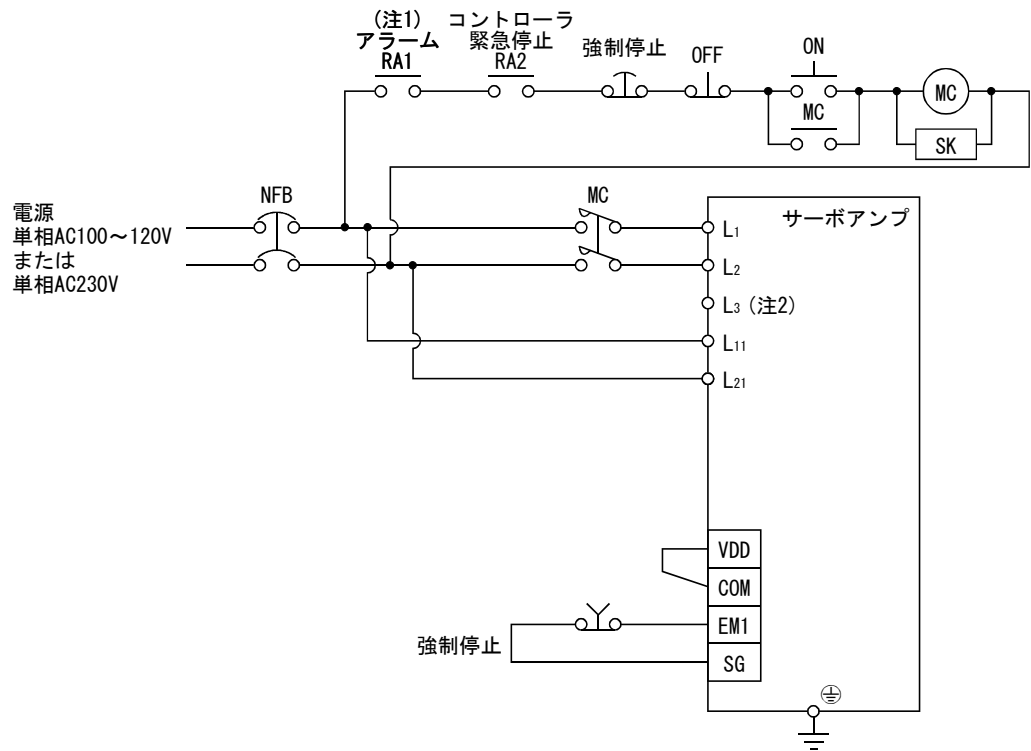 (注1)
アラーム
RA1
コントローラ
緊急停止
RA2
強制停止
OFF
ON
MC
MC
SK
電源
単相AC100～120V
または
単相AC230V
NFB
MC
サーボアンプ
L1
L2
L3 (注2)
L11
L21
VDD
COM
EM1
SG
強制停止